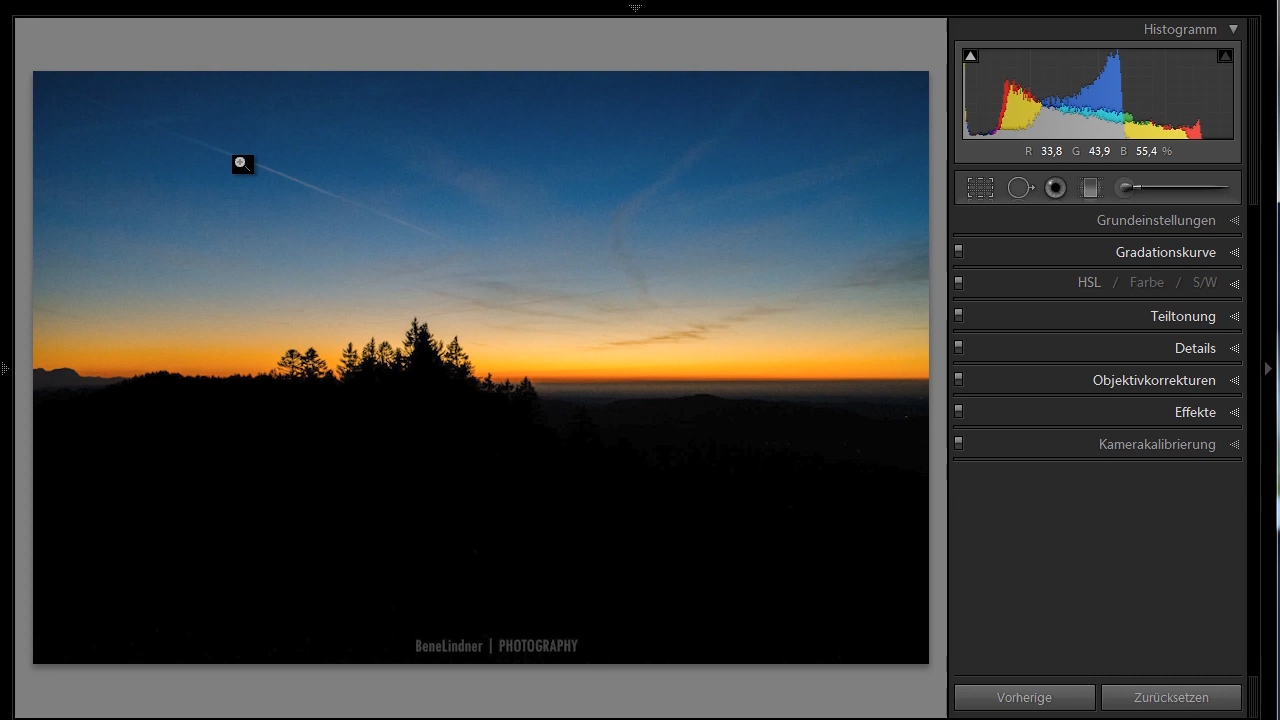 Histogramm
R 33,8 G 43,9 B 55,4 %
Grundeinstellungen
Gradationskurve
HSL / Farbe / S/W
Teiltonung
Details
Objektivkorrekturen
Effekte
Kamerakalibrierung
BeneLindner | PHOTOGRAPHY
Vorherige Zurücksetzen